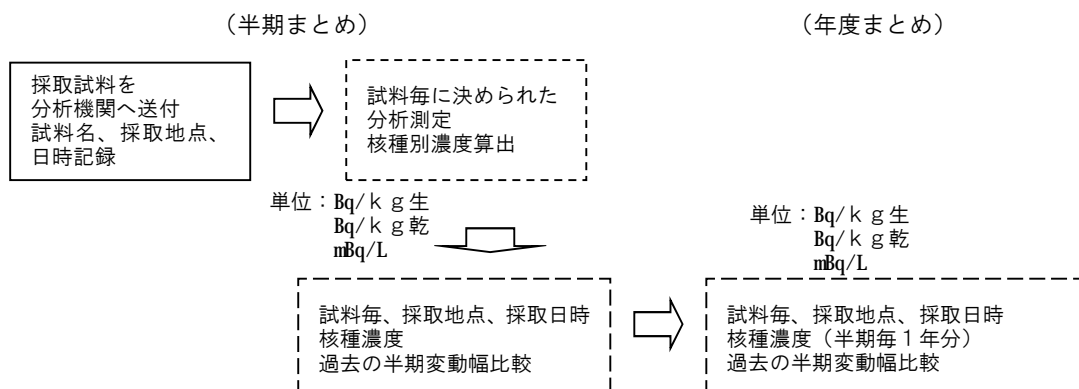 (半期まとめ)
(年度まとめ)
採取試料を
分析機関へ送付
試料名、採取地点、
日時記録
試料毎に決められた
分析測定
核種別濃度算出
単位:Bq/kg生
Bq/kg乾
mBq/L
単位:Bq/kg生
Bq/kg乾
mBq/L
試料毎、採取地点、採取日時
核種濃度
過去の半期変動幅比較
試料毎、採取地点、採取日時
核種濃度(半期毎1年分)
過去の半期変動幅比較